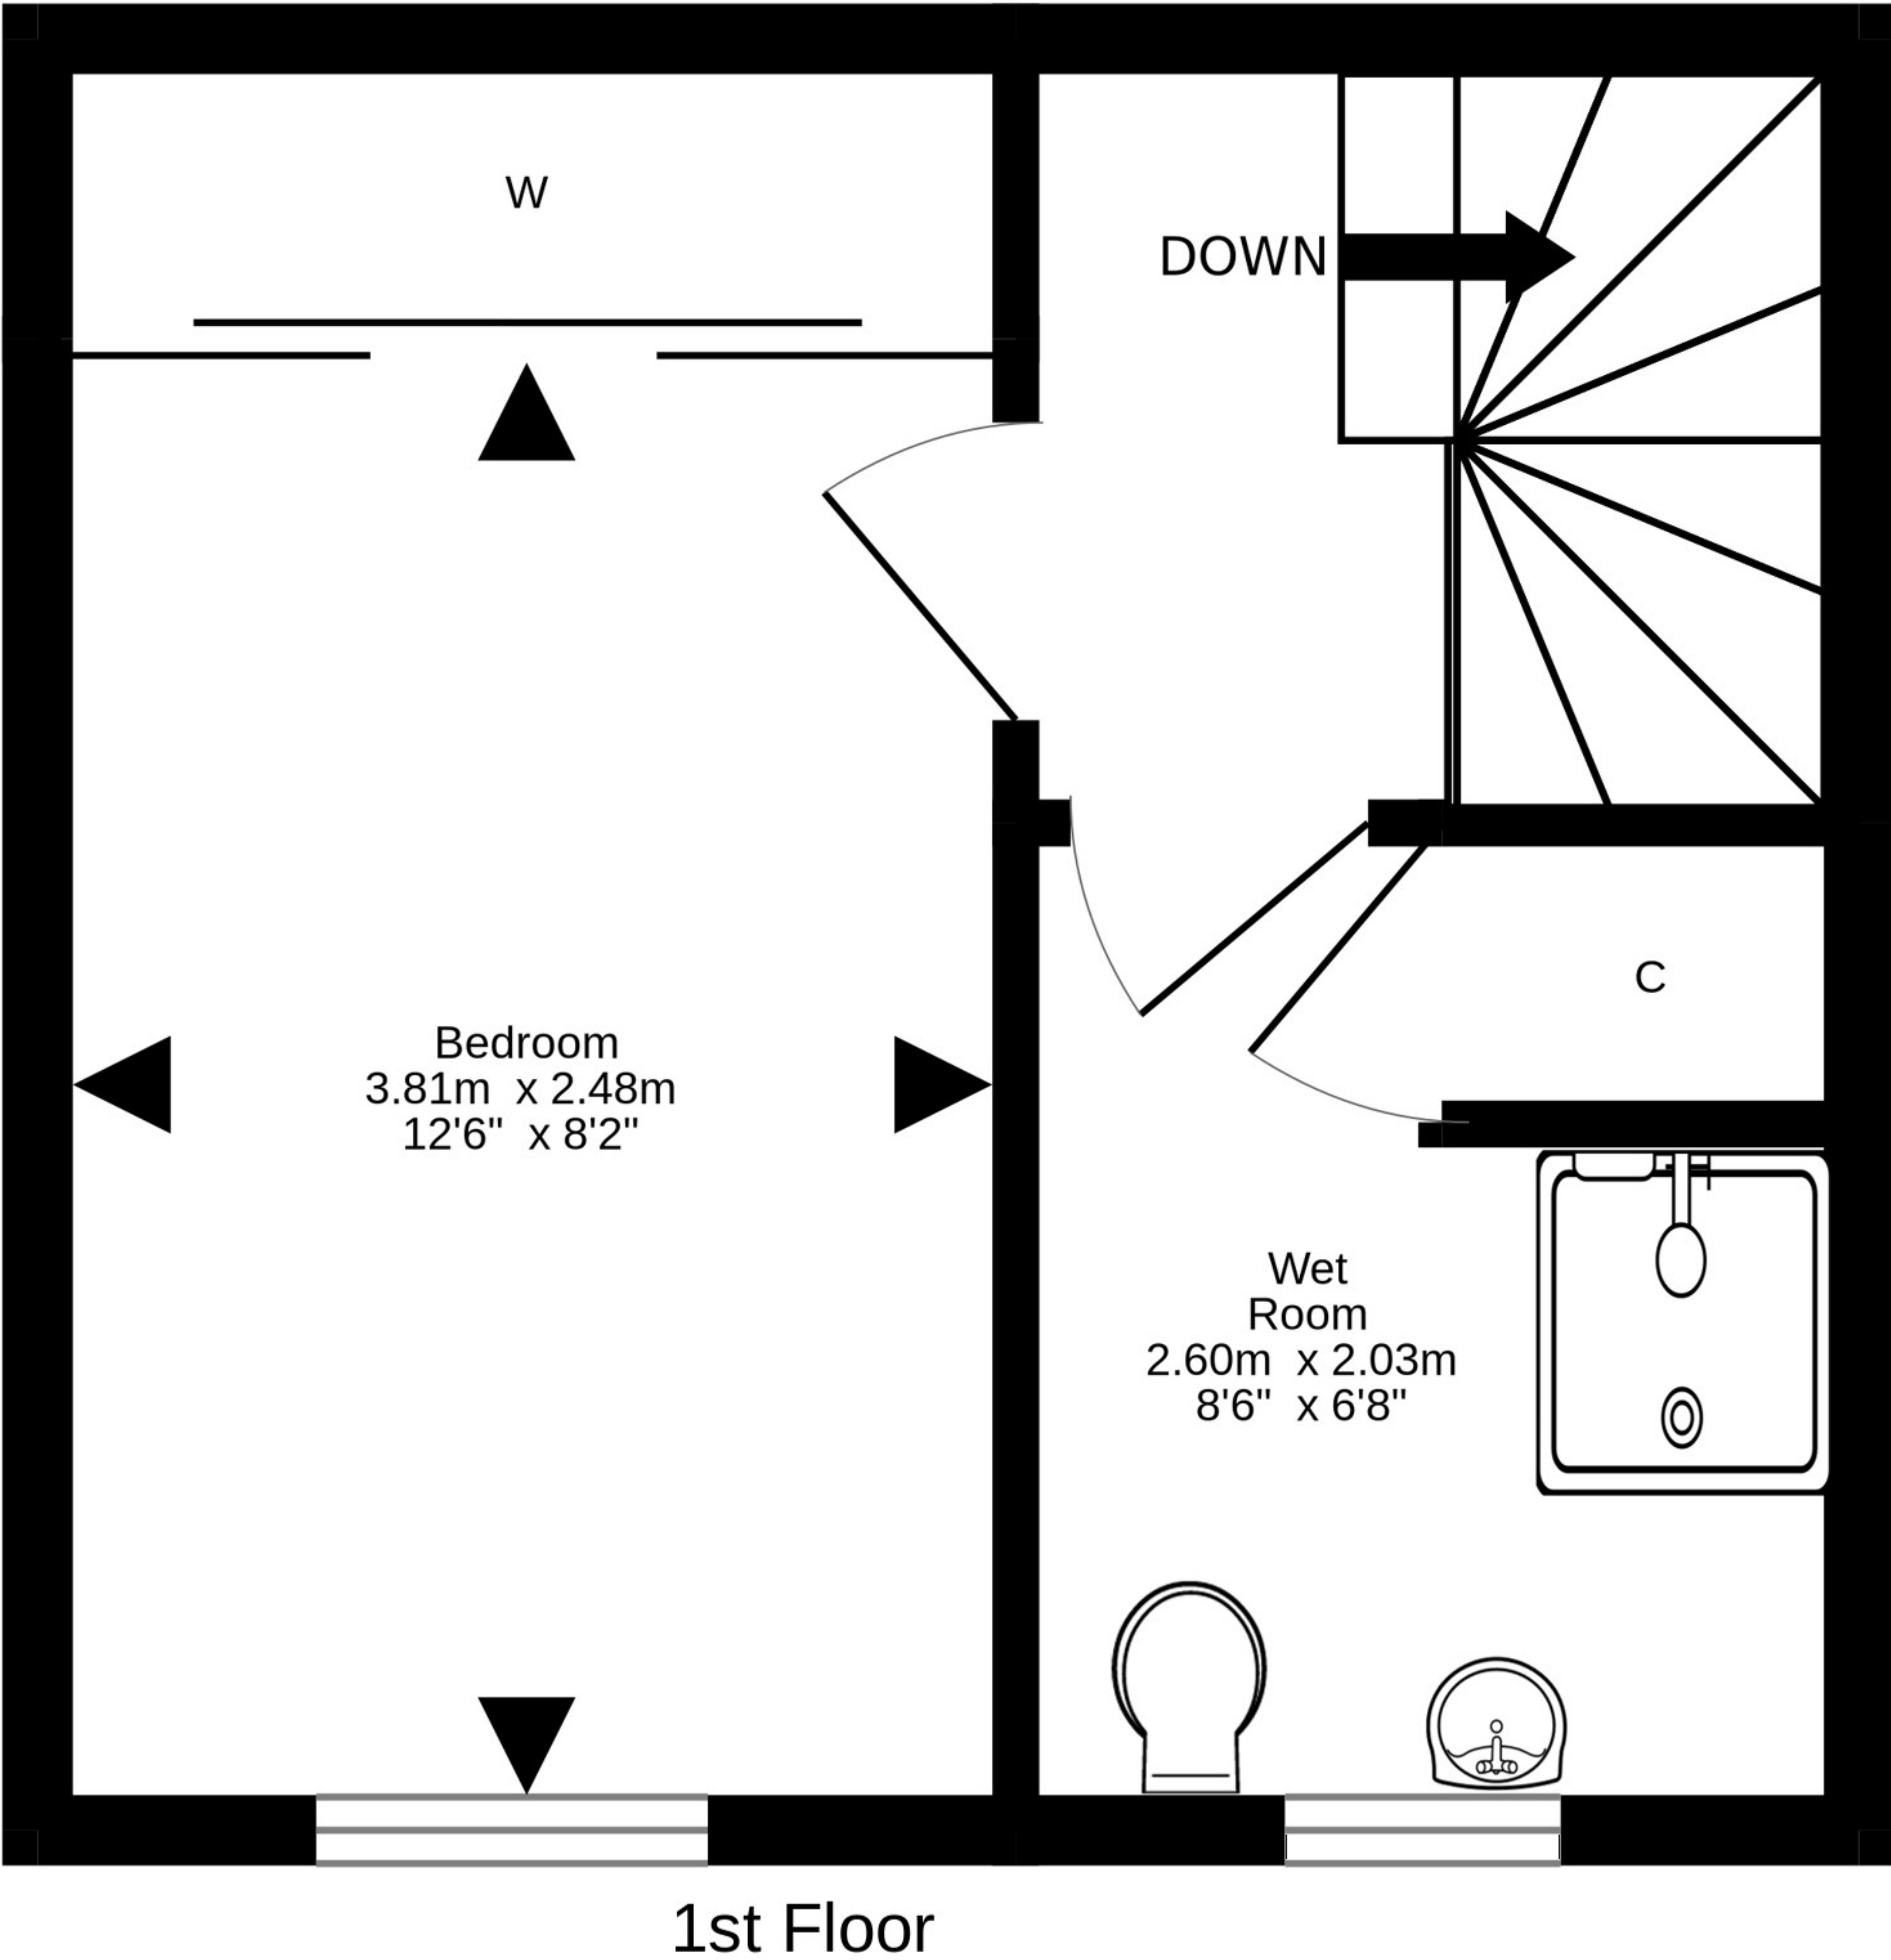 W
DOWN
Bedroom
3.81m x 2.48m
12'6" x 8'2"
C
Wet
Room
2.60m x 2.03m
8'6" x 6'8"
1st Floor